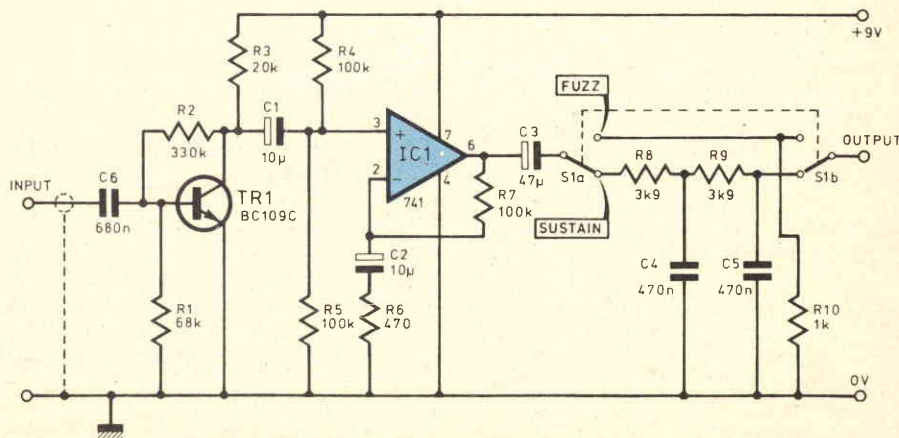 +9V
R3
20k
R4
100k
C1
10µ
R2
330k
FUZZ
3
+
7
IC1
6
C3
47µ
OUTPUT
2
−
4
741
R7
100k
S1a
R8
3k9
R9
3k9
S1b
SUSTAIN
INPUT
C6
680n
TR1
BC109C
C2
10µ
C4
470n
C5
470n
R1
68k
R5
100k
R6
470
R10
1k
0V